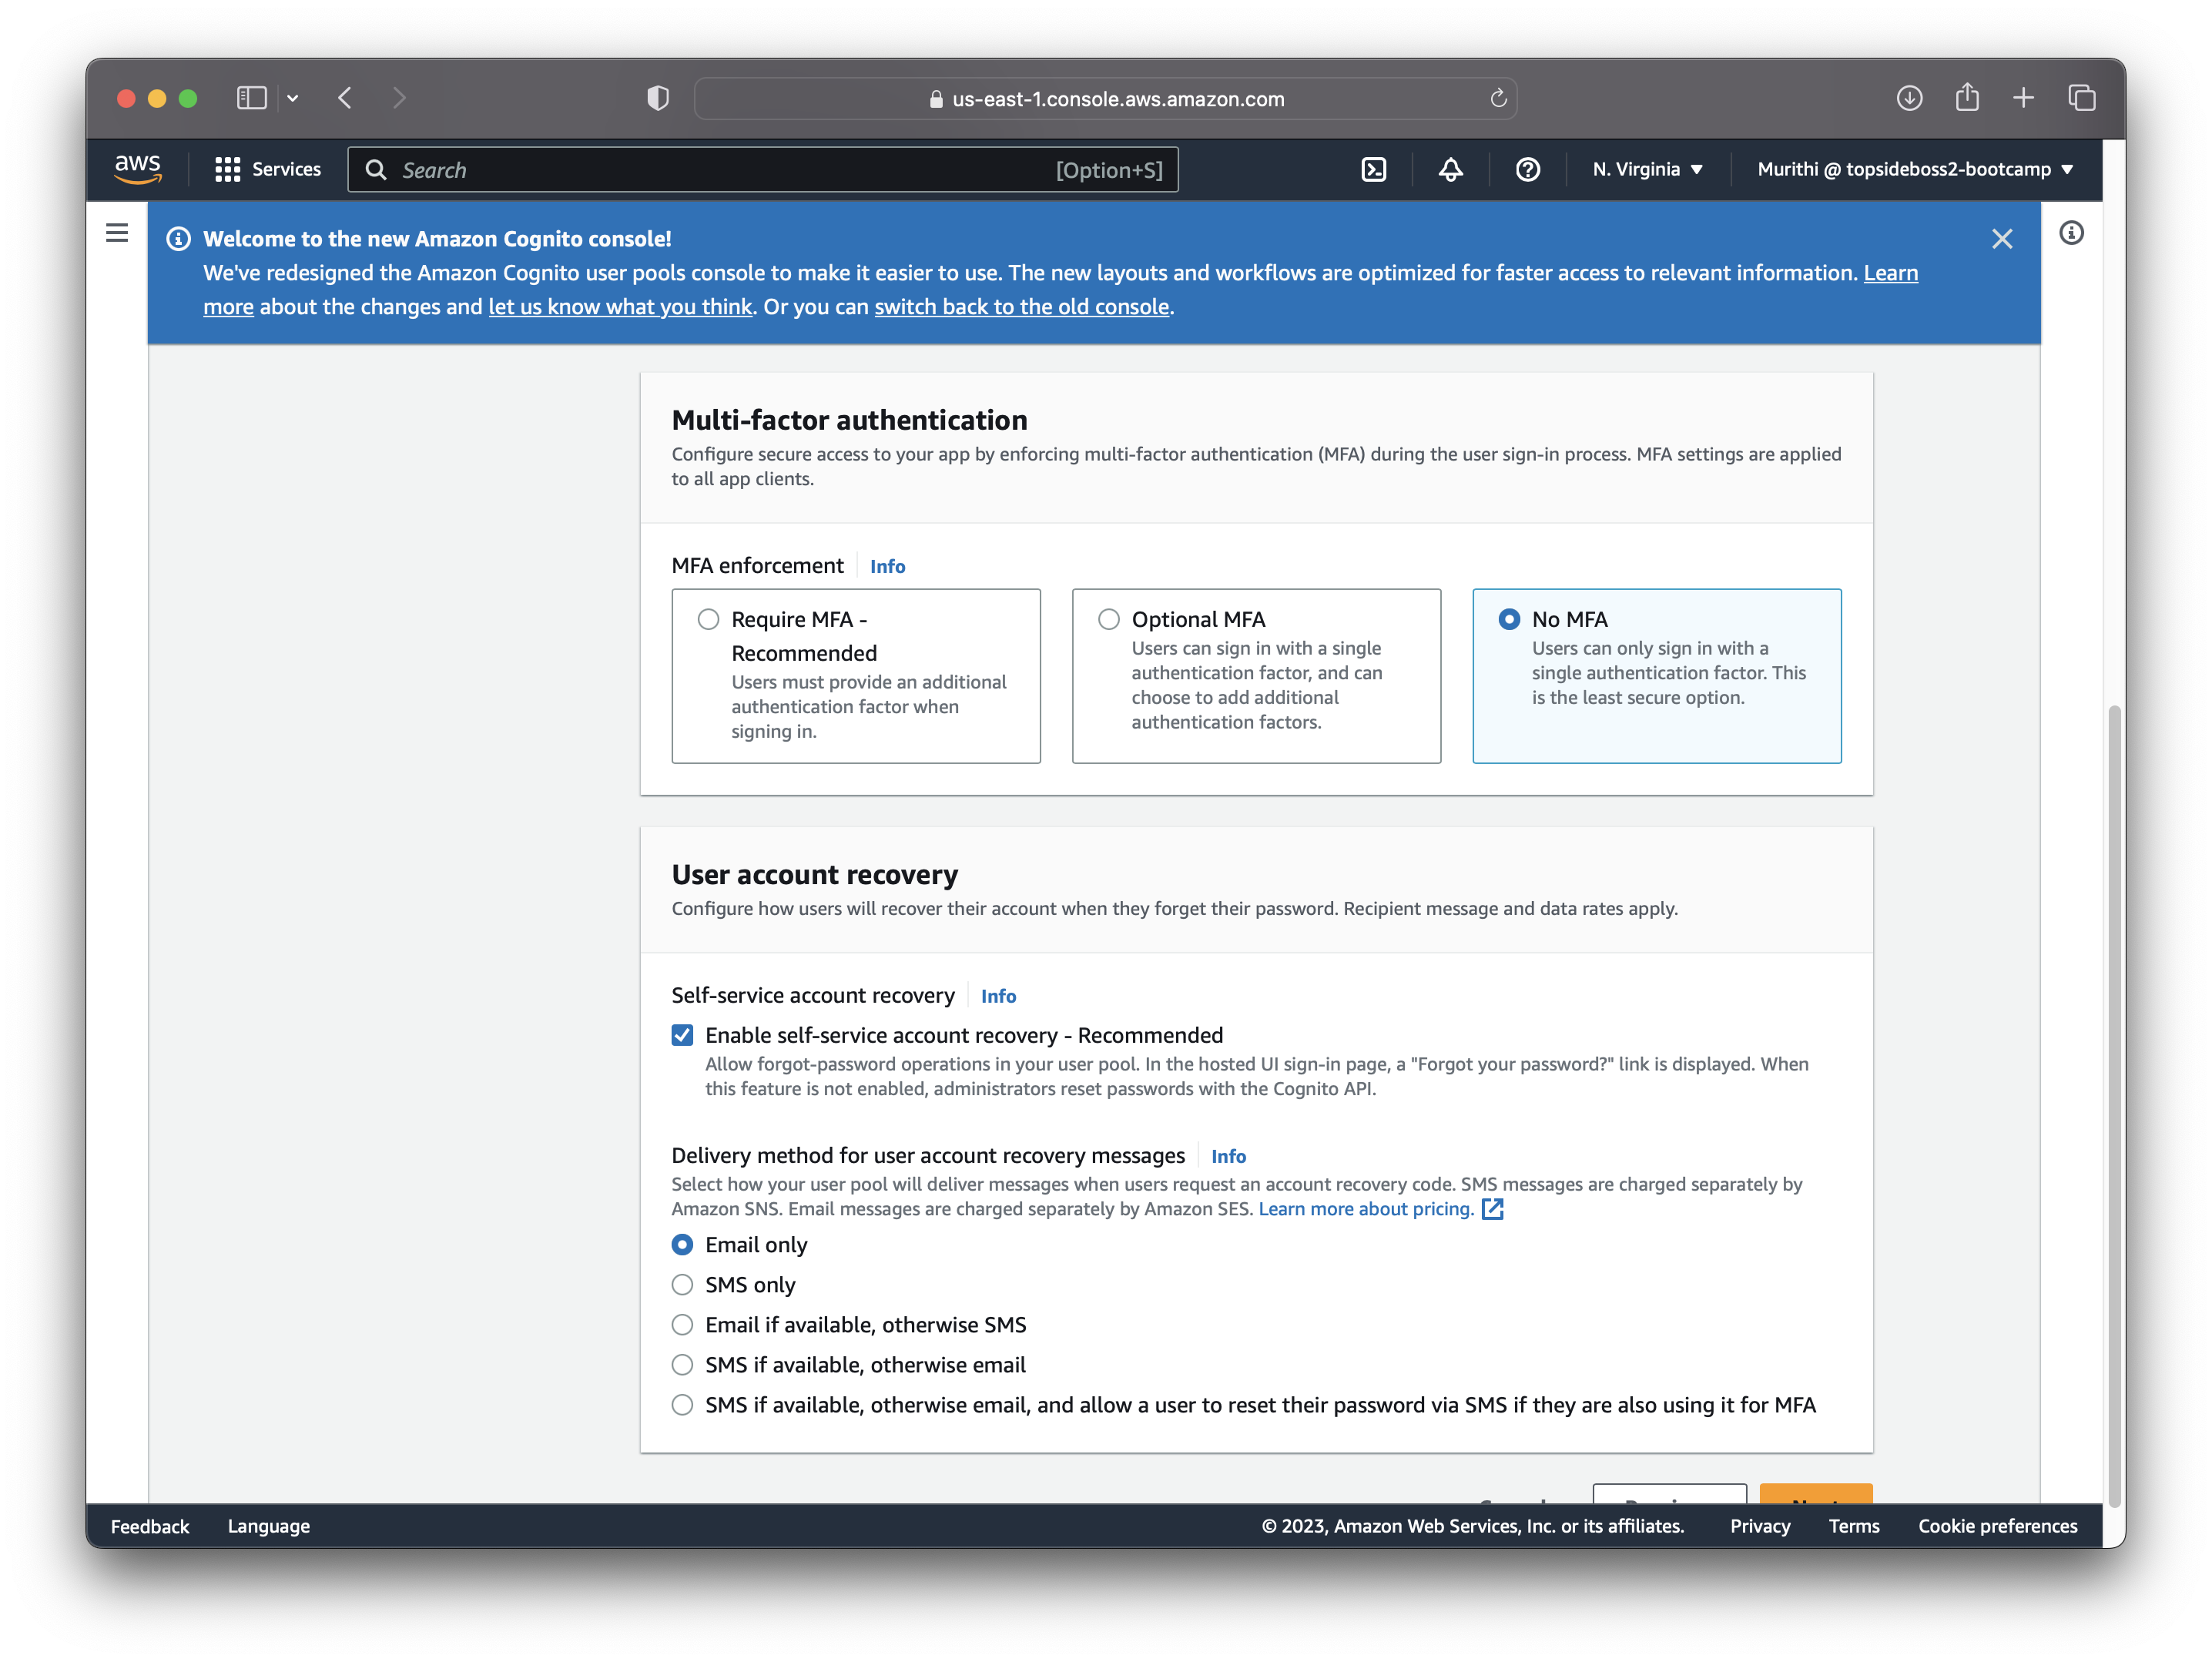 us-east-1.console.aws.amazon.com
aws
Services
Search
[Option+S]
N. Virginia
Murithi @ topsideboss2-bootcamp
Welcome to the new Amazon Cognito console!
We've redesigned the Amazon Cognito user pools console to make it easier to use. The new layouts and workflows are optimized for faster access to relevant information. Learn
more about the changes and let us know what you think. Or you can switch back to the old console.
Multi-factor authentication
Configure secure access to your app by enforcing multi-factor authentication (MFA) during the user sign-in process. MFA settings are applied
to all app clients.
MFA enforcement
Info
Require MFA -
Recommended
Users must provide an additional
authentication factor when
signing in.
Optional MFA
Users can sign in with a single
authentication factor, and can
choose to add additional
authentication factors.
No MFA
Users can only sign in with a
single authentication factor. This
is the least secure option.
User account recovery
Configure how users will recover their account when they forget their password. Recipient message and data rates apply.
Self-service account recovery
Info
Enable self-service account recovery - Recommended
Allow forgot-password operations in your user pool. In the hosted UI sign-in page, a "Forgot your password?" link is displayed. When
this feature is not enabled, administrators reset passwords with the Cognito API.
Delivery method for user account recovery messages
Info
Select how your user pool will deliver messages when users request an account recovery code. SMS messages are charged separately by
Amazon SNS. Email messages are charged separately by Amazon SES. Learn more about pricing.
Email only
SMS only
Email if available, otherwise SMS
SMS if available, otherwise email
SMS if available, otherwise email, and allow a user to reset their password via SMS if they are also using it for MFA
Feedback
Language
© 2023, Amazon Web Services, Inc. or its affiliates.
Privacy
Terms
Cookie preferences